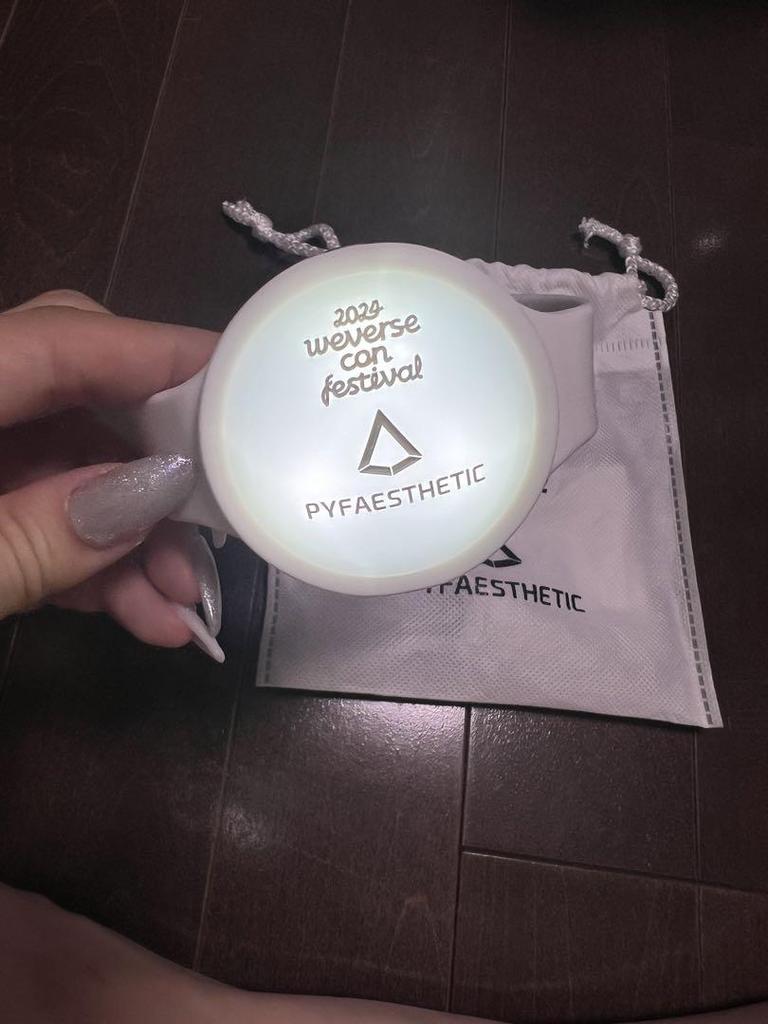 2024
weverse
con
festival
PYFAESTHETIC
FAESTHETIC